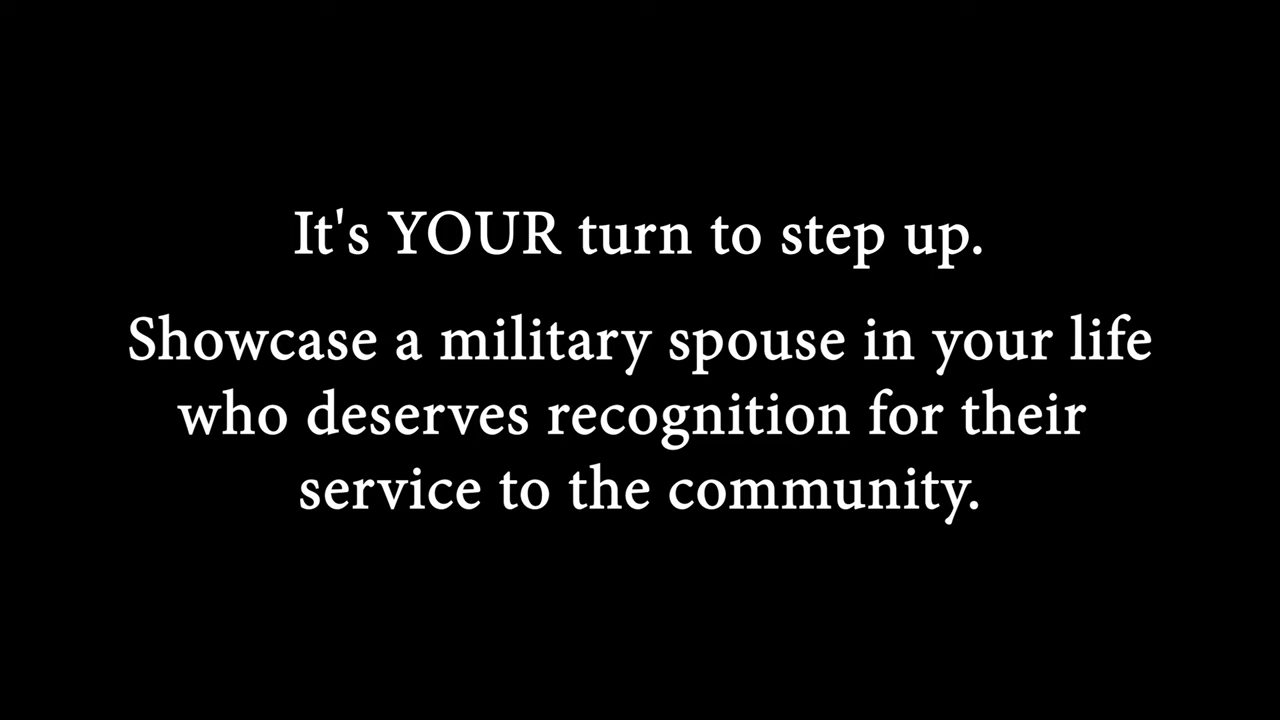 It's YOUR turn to step up.
Showcase a military spouse in your life
who deserves recognition for their
service to the community.